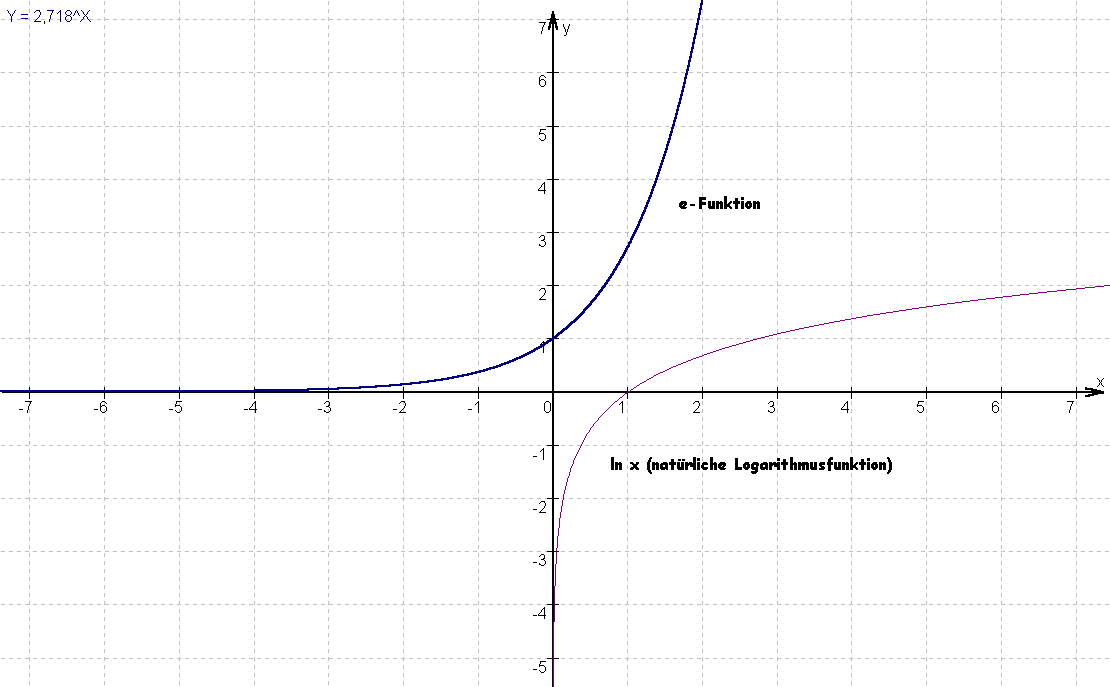 Y = 2,718^X
7
y
6
5
4
e-Funktion
3
2
1
x
-7 -6 -5 -4 -3 -2 -1 0 1 2 3 4 5 6 7
-1
ln x (natürliche Logarithmusfunktion)
-2
-3
-4
-5